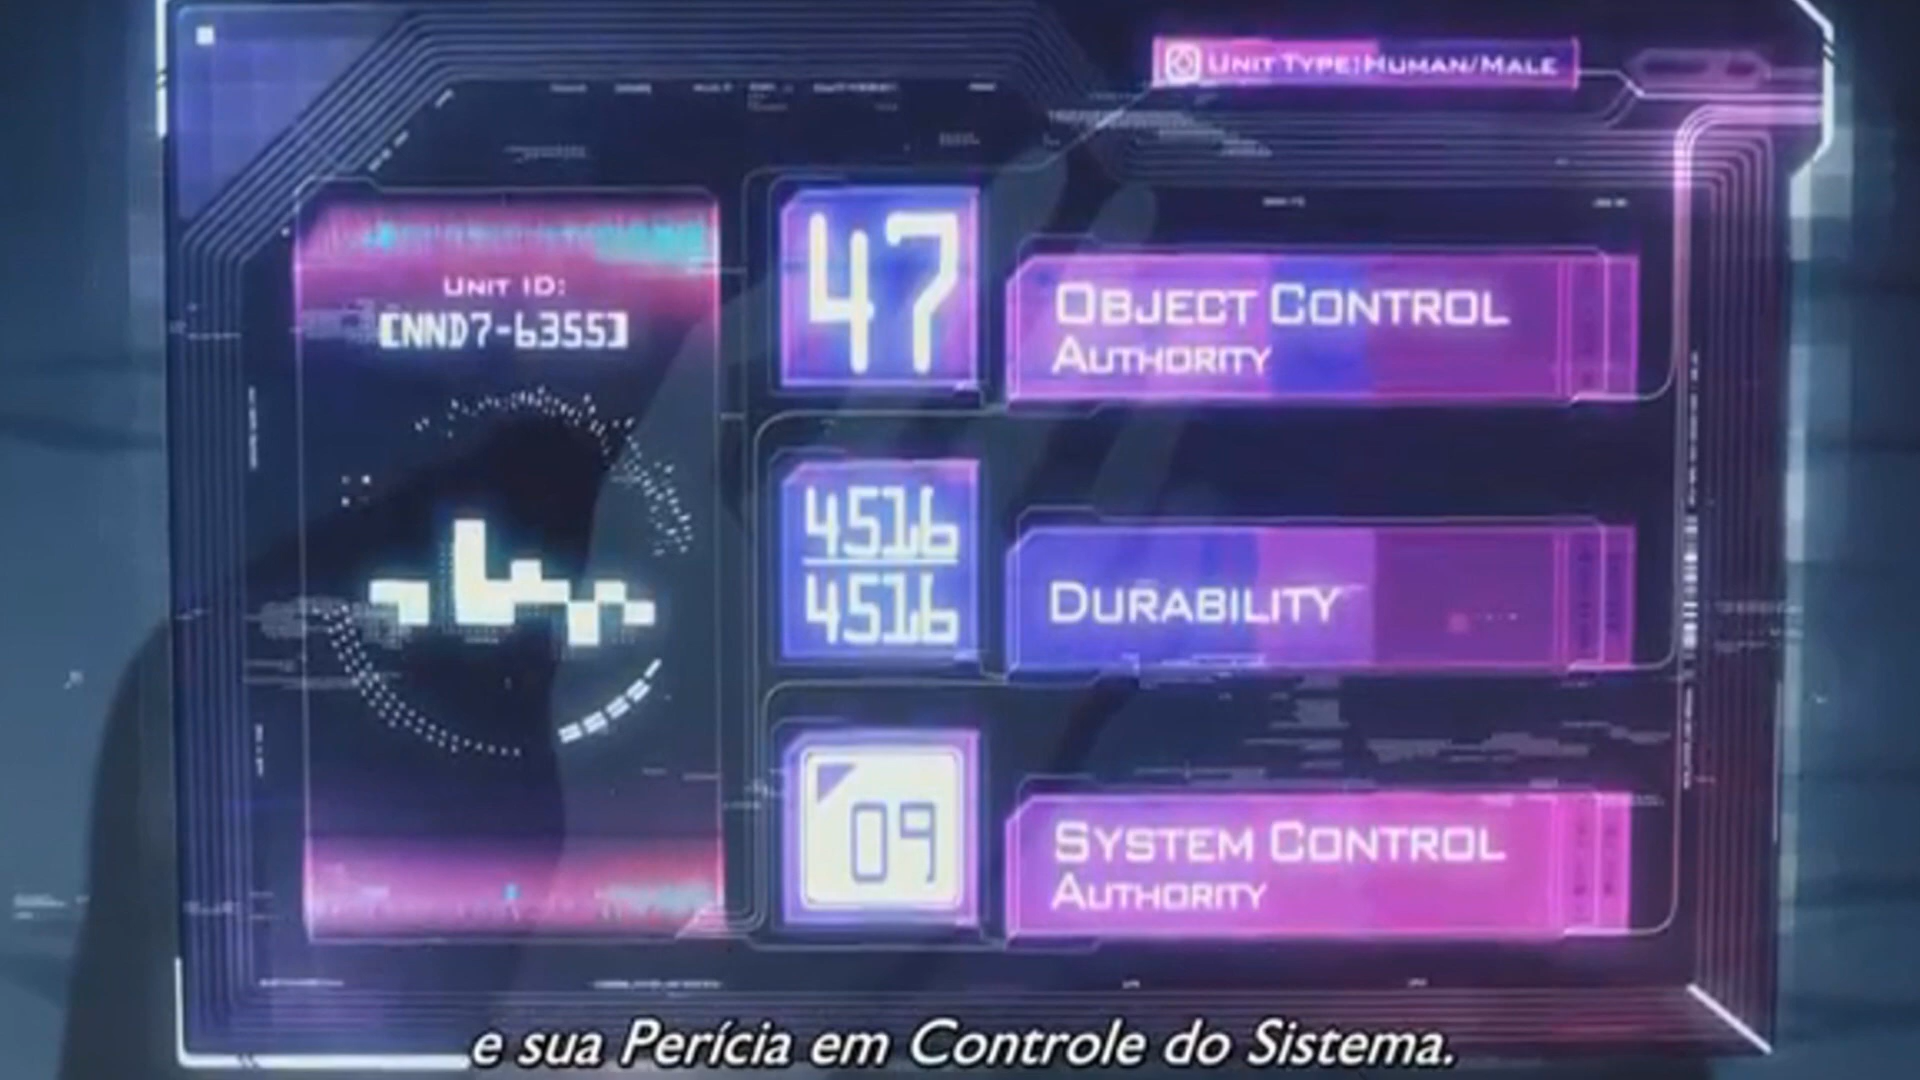 UNIT TYPE:HUMAN/MALE
UNIT ID:
[NND7-6355]
47
OBJECT CONTROL
AUTHORITY
4516
4516
DURABILITY
09
SYSTEM CONTROL
AUTHORITY
e sua Perícia em Controle do Sistema.